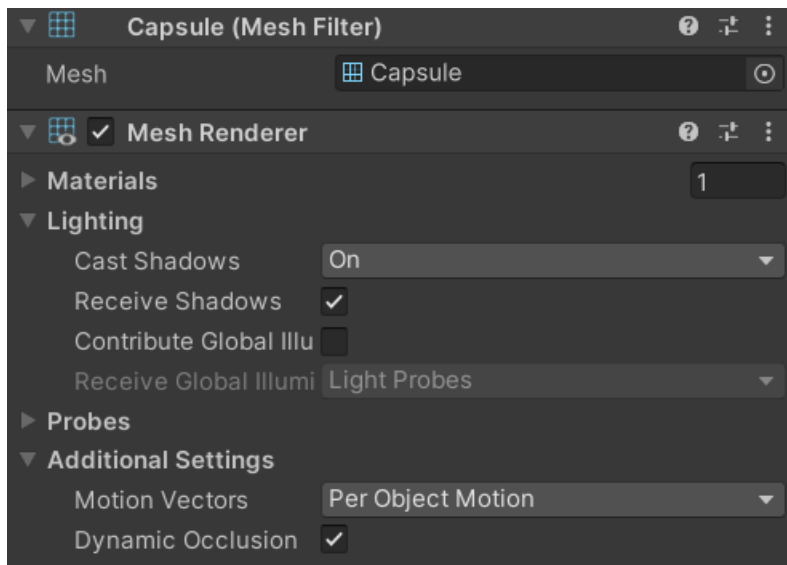 Capsule (Mesh Filter)
Mesh Capsule
Mesh Renderer
Materials 1
Lighting
Cast Shadows On
Receive Shadows
Contribute Global Illu
Receive Global Illumi Light Probes
Probes
Additional Settings
Motion Vectors Per Object Motion
Dynamic Occlusion